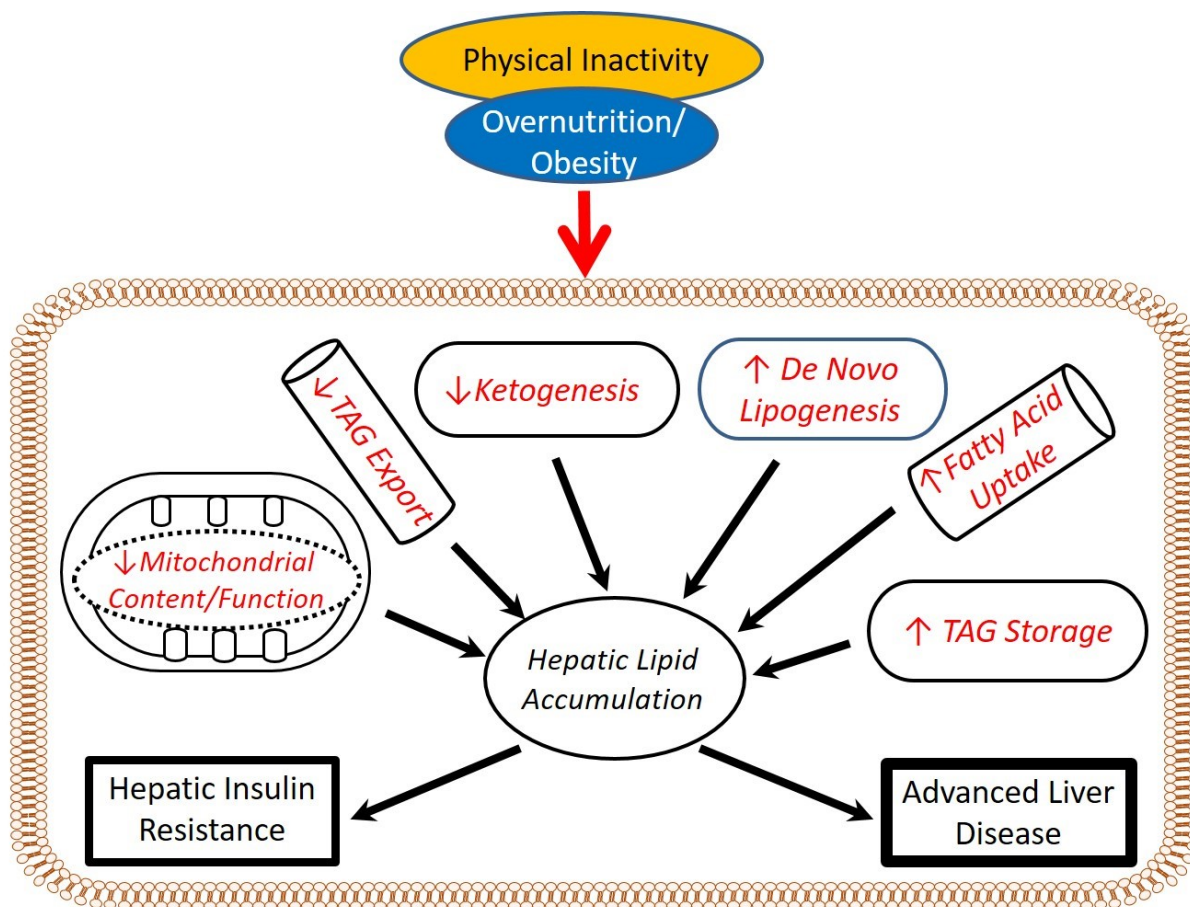 Physical Inactivity
Overnutrition/
Obesity
↓TAG Export
↓Ketogenesis
↑ De Novo
Lipogenesis
↑Fatty Acid
Uptake
↓Mitochondrial
Content/Function
↑ TAG Storage
Hepatic Lipid
Accumulation
Hepatic Insulin
Resistance
Advanced Liver
Disease